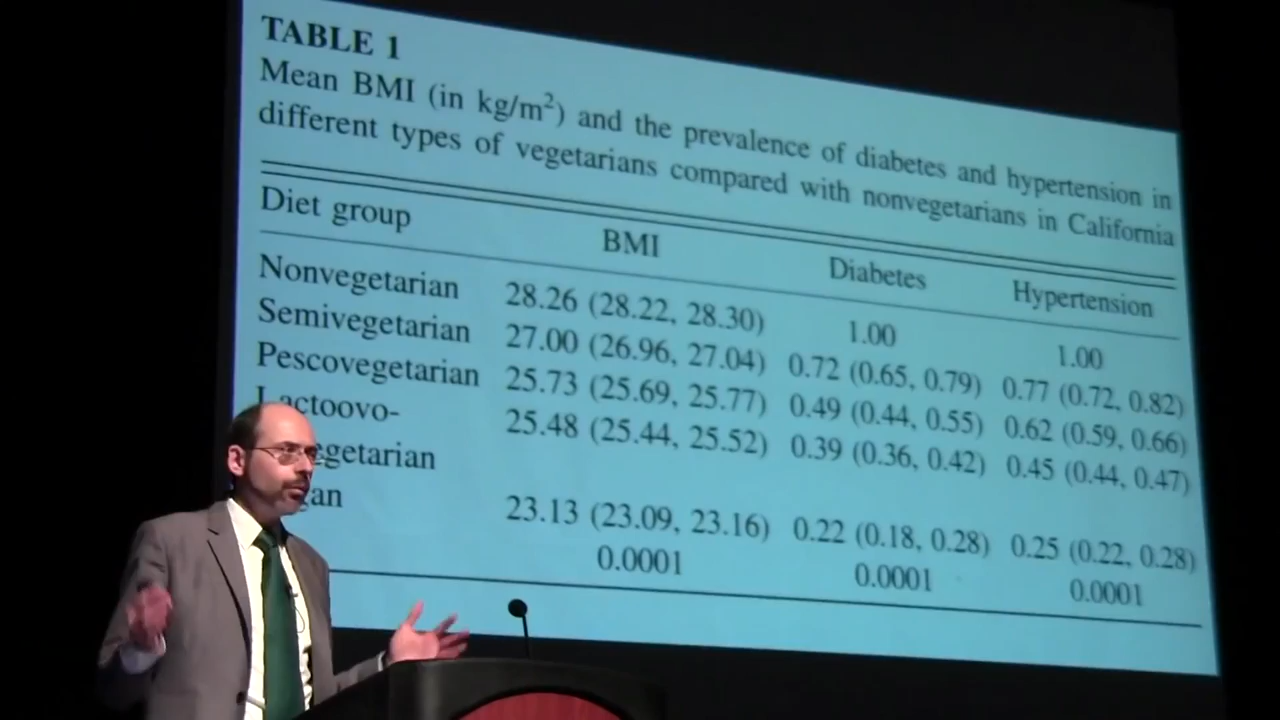 TABLE 1
Mean BMI (in kg/m²) and the prevalence of diabetes and hypertension in
different types of vegetarians compared with nonvegetarians in California
Diet group BMI Diabetes Hypertension
Nonvegetarian 28.26 (28.22, 28.30) 1.00 1.00
Semivegetarian 27.00 (26.96, 27.04) 0.72 (0.65, 0.79) 0.77 (0.72, 0.82)
Pescovegetarian 25.73 (25.69, 25.77) 0.49 (0.44, 0.55) 0.62 (0.59, 0.66)
Lactoovo- 25.48 (25.44, 25.52) 0.39 (0.36, 0.42) 0.45 (0.44, 0.47)
egetarian
gan 23.13 (23.09, 23.16) 0.22 (0.18, 0.28) 0.25 (0.22, 0.28)
0.0001 0.0001 0.0001